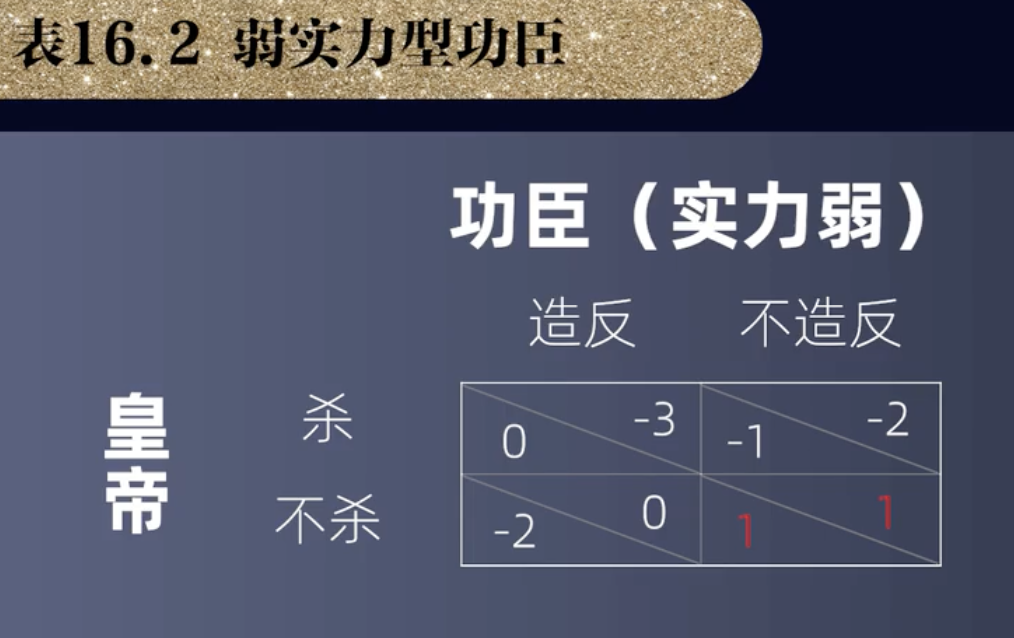 表16.2 弱实力型功臣
功臣（实力弱）
造反 不造反
皇帝
杀 0 -3 -1 -2
不杀 -2 0 1 1